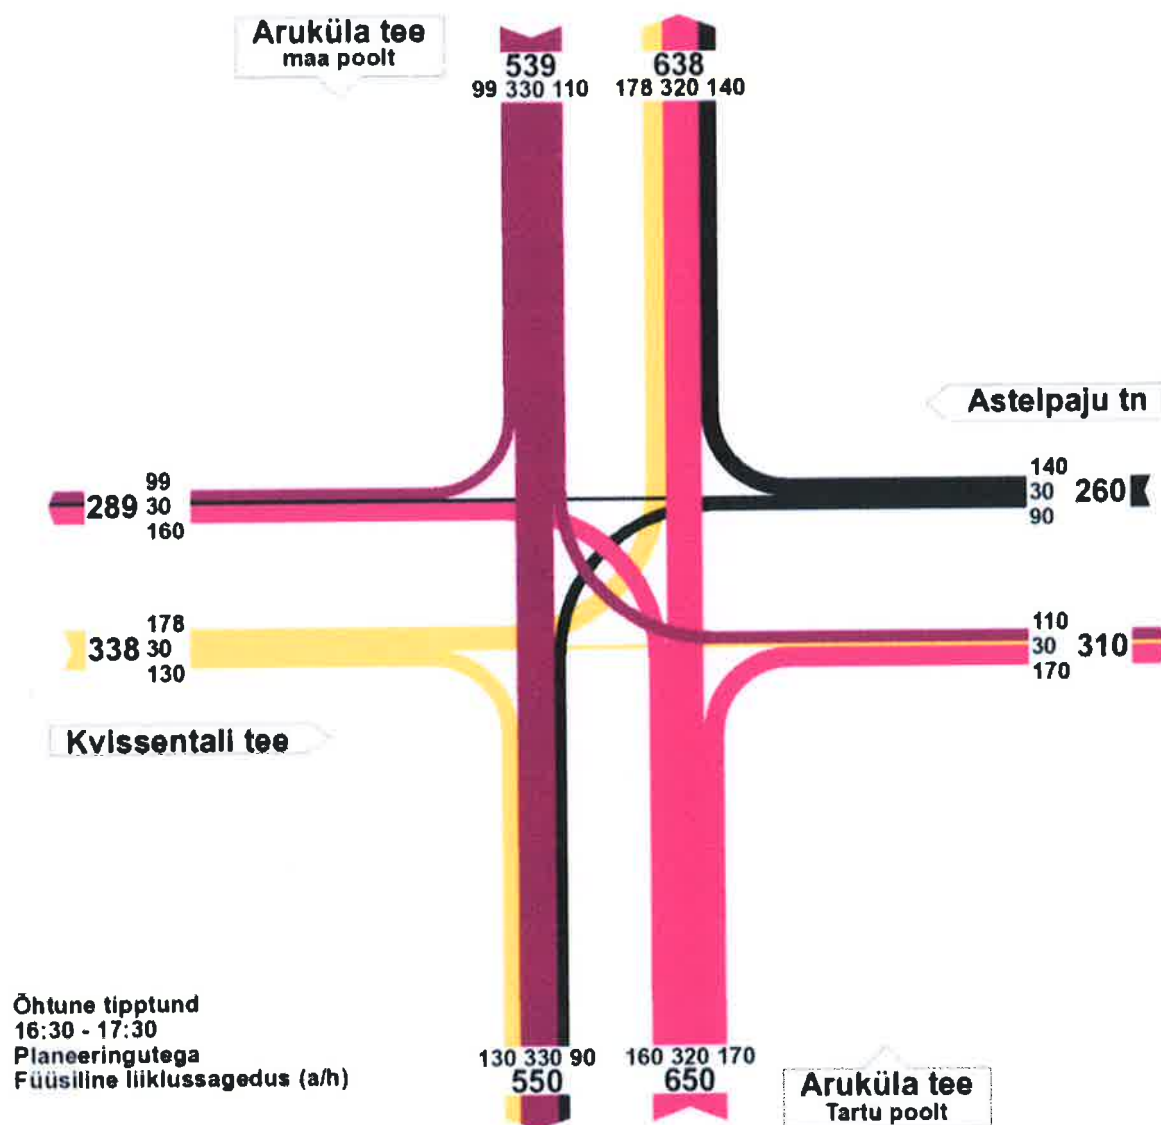 Aruküla tee
maa poolt
539
99 330 110
638
178 320 140
Astelpaju tn
99
289 30
160
140
30 260
90
178
338 30
130
110
30 310
170
Kvissentali tee
Õhtune tipptund
16:30 - 17:30
Planeeringutega
Füüsiline liiklussagedus (a/h)
130 330 90
550
160 320 170
650
Aruküla tee
Tartu poolt